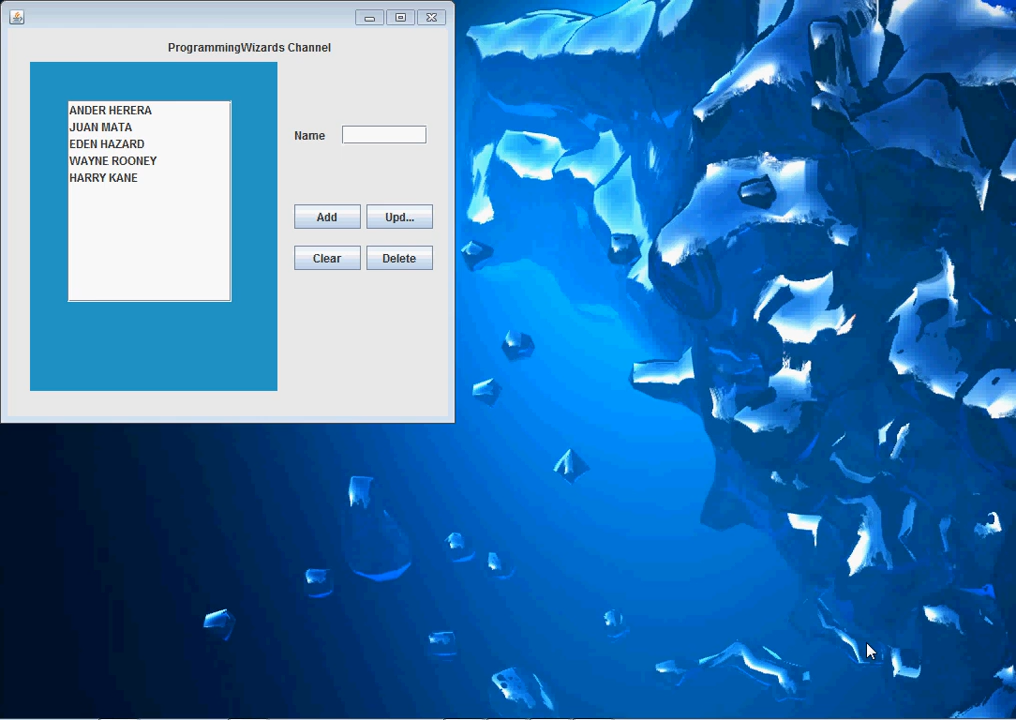 ProgrammingWizards Channel
ANDER HERERA
JUAN MATA
EDEN HAZARD
WAYNE ROONEY
HARRY KANE
Name
Add Upd...
Clear Delete